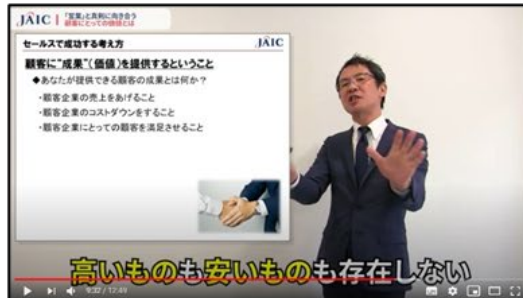 JAIC
「営業」と真剣に向き合う
顧客にとっての価値とは
セールスで成功する考え方
JAIC
顧客に"成果"(価値)を提供するということ
◆あなたが提供できる顧客の成果とは何か？
・顧客企業の売上をあげること
・顧客企業のコストダウンをすること
・顧客企業にとっての顧客を満足させること
高いものも安いものも存在しない
9:32 / 12:49